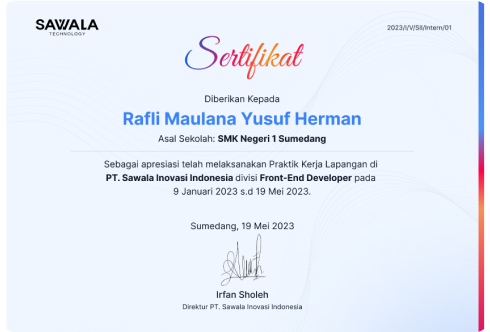 SAWALA
TECHNOLOGY
2023/I/V/SII/Intern/01
Sertifikat
Diberikan Kepada
Rafli Maulana Yusuf Herman
Asal Sekolah: SMK Negeri 1 Sumedang
Sebagai apresiasi telah melaksanakan Praktik Kerja Lapangan di
PT. Sawala Inovasi Indonesia divisi Front-End Developer pada
9 Januari 2023 s.d 19 Mei 2023.
Sumedang, 19 Mei 2023
Irfan Sholeh
Direktur PT. Sawala Inovasi Indonesia